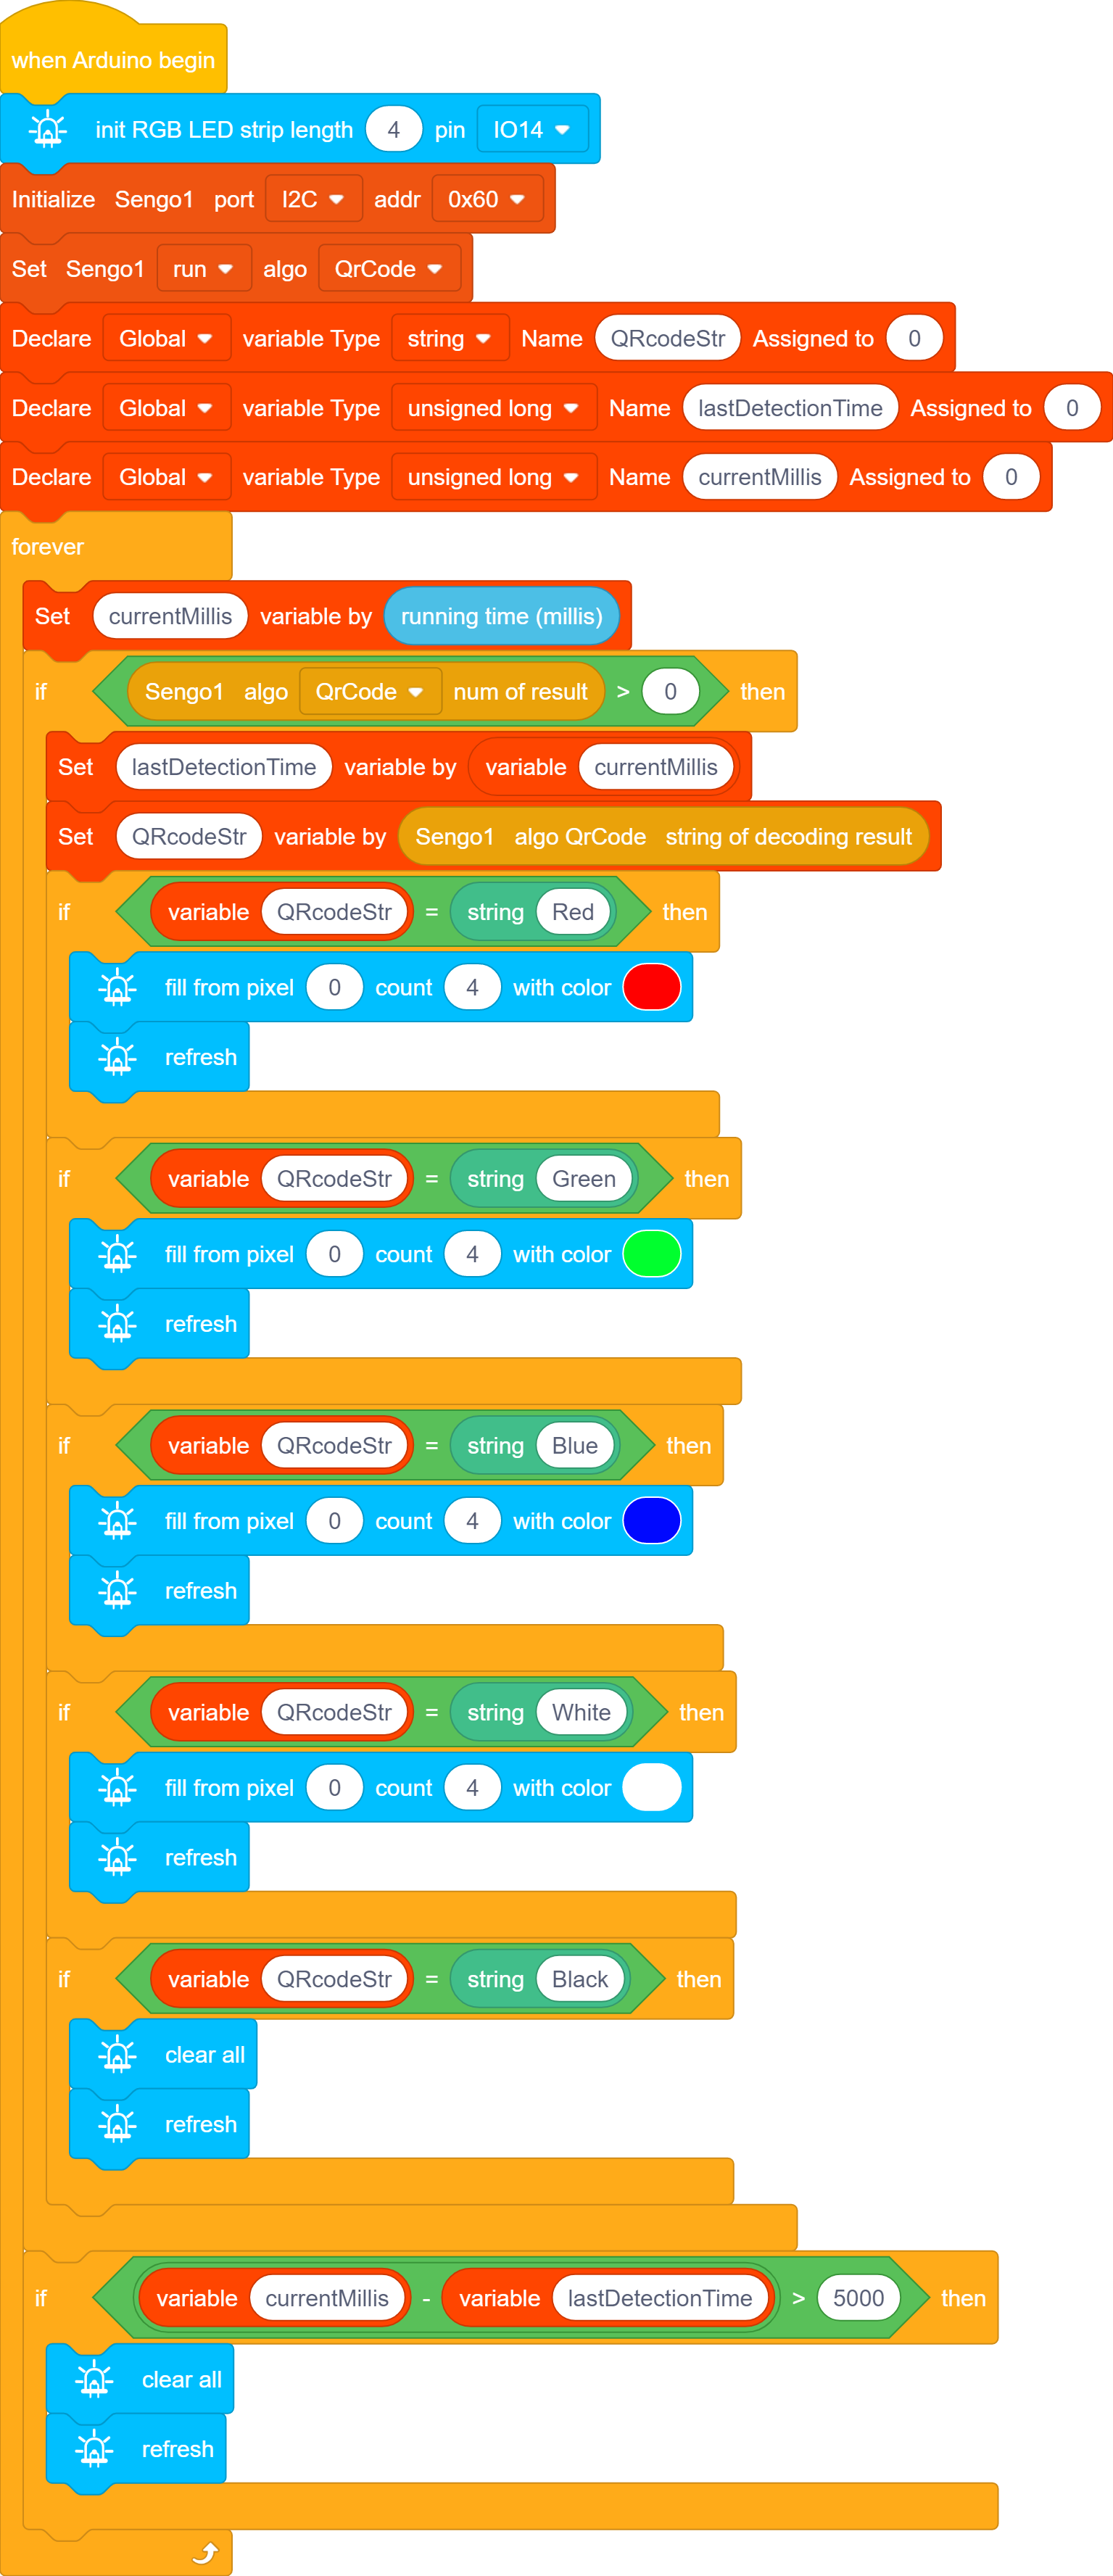 when Arduino begin
init RGB LED strip length 4 pin IO14
Initialize Sengo1 port I2C addr 0x60
Set Sengo1 run algo QrCode
Declare Global variable Type string Name QRcodeStr Assigned to 0
Declare Global variable Type unsigned long Name lastDetectionTime Assigned to 0
Declare Global variable Type unsigned long Name currentMillis Assigned to 0
forever
Set currentMillis variable by running time (millis)
if Sengo1 algo QrCode num of result > 0 then
Set lastDetectionTime variable by variable currentMillis
Set QRcodeStr variable by Sengo1 algo QrCode string of decoding result
if variable QRcodeStr = string Red then
fill from pixel 0 count 4 with color
refresh
if variable QRcodeStr = string Green then
fill from pixel 0 count 4 with color
refresh
if variable QRcodeStr = string Blue then
fill from pixel 0 count 4 with color
refresh
if variable QRcodeStr = string White then
fill from pixel 0 count 4 with color
refresh
if variable QRcodeStr = string Black then
clear all
refresh
if variable currentMillis - variable lastDetectionTime > 5000 then
clear all
refresh